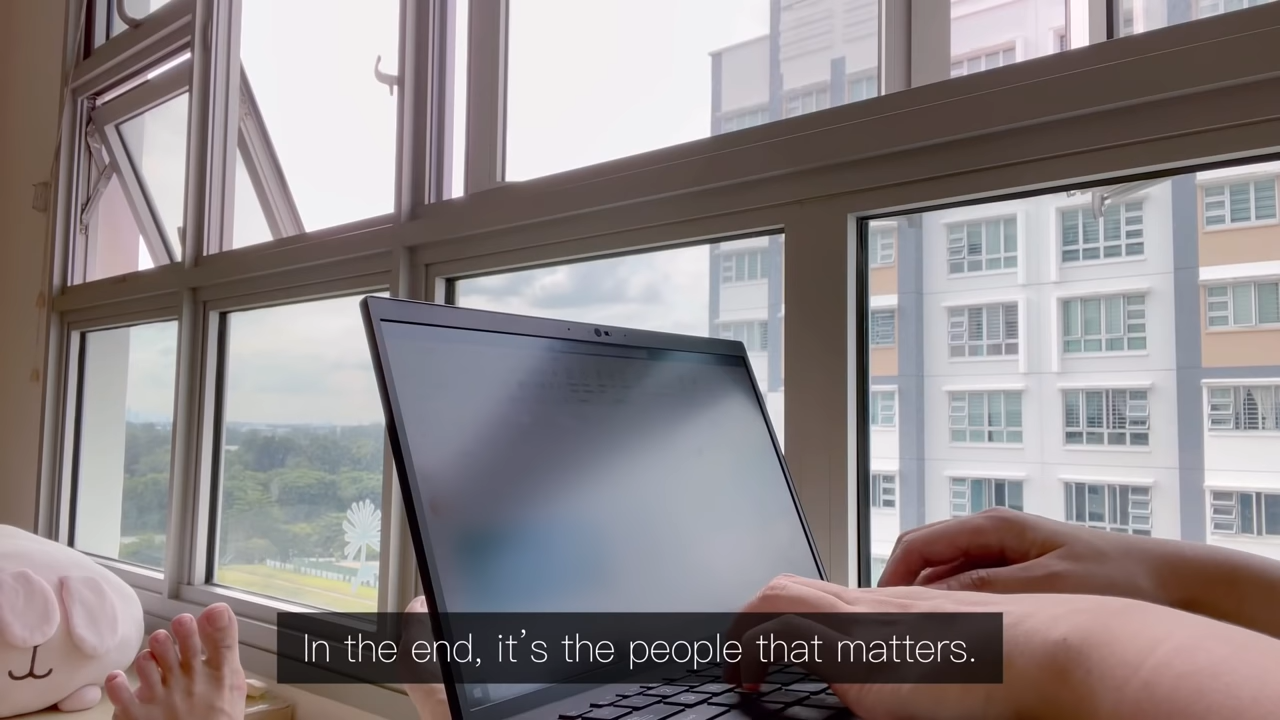 In the end, it's the people that matters.